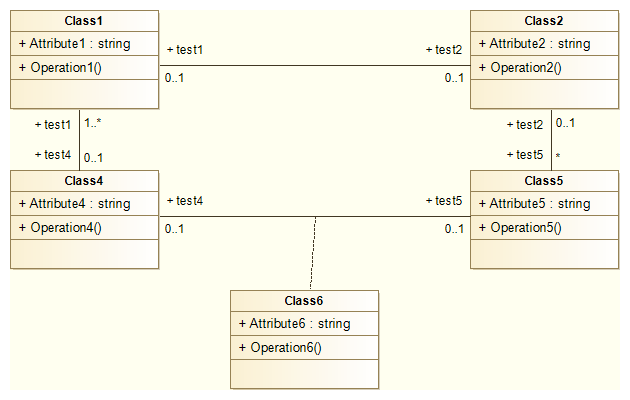 Class1
+ Attribute1 : string
+ Operation1()
+ test1
0..1
+ test2
0..1
Class2
+ Attribute2 : string
+ Operation2()
+ test1
1..*
+ test4
0..1
+ test2
0..1
+ test5
*
Class4
+ Attribute4 : string
+ Operation4()
+ test4
0..1
+ test5
0..1
Class5
+ Attribute5 : string
+ Operation5()
Class6
+ Attribute6 : string
+ Operation6()